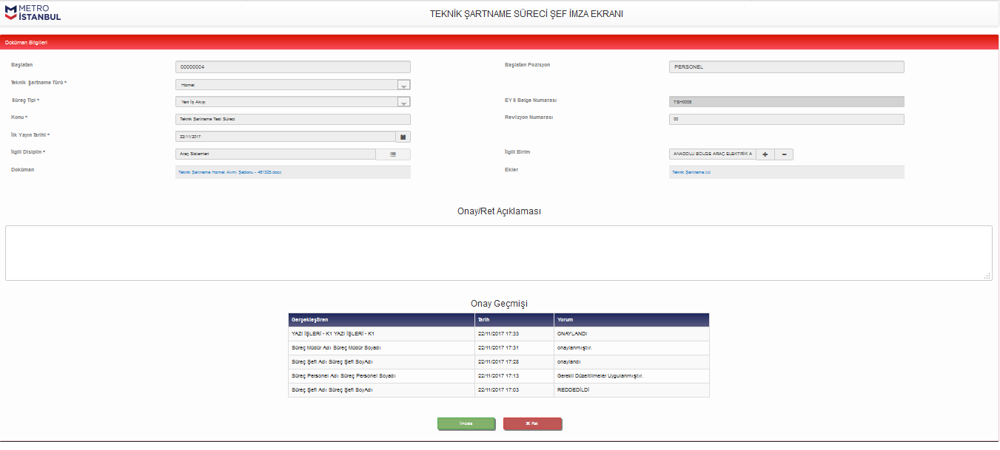 METRO
İSTANBUL
TEKNİK ŞARTNAME SÜRECİ ŞEF İMZA EKRANI
Doküman Bilgileri
Başlatan 00000004 Başlatan Pozisyon PERSONEL
Teknik Şartname Türü * Hizmet
Süreç Tipi * Yeni İş Akışı EYS Belge Numarası TSH0008
Konu * Teknik Şartname Test Süreci Revizyon Numarası 00
İlk Yayın Tarihi * 22/11/2017
İlgili Disiplin * Araç Sistemleri İlgili Birim ANADOLU BÖLGE ARAÇ ELEKTRİK A
Doküman Teknik Şartname Hizmet Alımı Şablonu - 461325.docx Ekler Teknik Şartname.txt
Onay/Ret Açıklaması
Onay Geçmişi
Gerçekleştiren Tarih Yorum
YAZI İŞLERİ - K1 YAZI İŞLERİ - K1 22/11/2017 17:33 ONAYLANDI
Süreç Müdür Adı Süreç Müdür Soyadı 22/11/2017 17:31 onaylanmıştır.
Süreç Şefi Adı Süreç Şefi SoyAdı 22/11/2017 17:28 onaylandı
Süreç Personel Adı Süreç Personel Soyadı 22/11/2017 17:13 Gerekli Düzeltilmeler Uygulanmıştır.
Süreç Şefi Adı Süreç Şefi SoyAdı 22/11/2017 17:03 REDDEDİLDİ
İmzala Ret